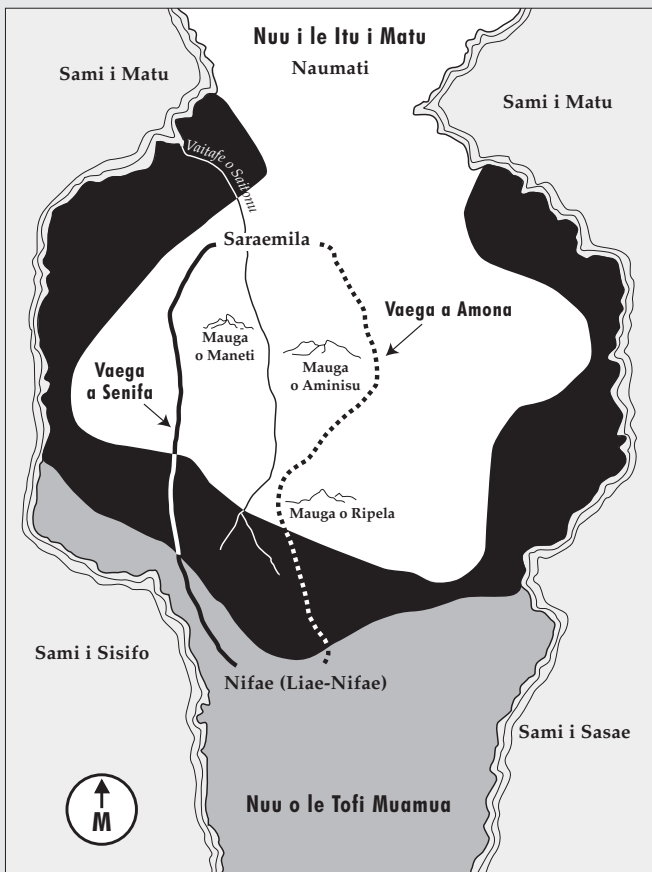 Nuu i le Itu i Matu
Naumati
Sami i Matu
Sami i Matu
Vaitafe o Saitonu
Saraemila
Vaega a Amona
Mauga
o Maneti
Mauga
o Aminisu
Vaega
a Senifa
Mauga o Ripela
Sami i Sisifo
Nifae (Liae-Nifae)
Sami i Sasae
Nuu o le Tofi Muamua
M